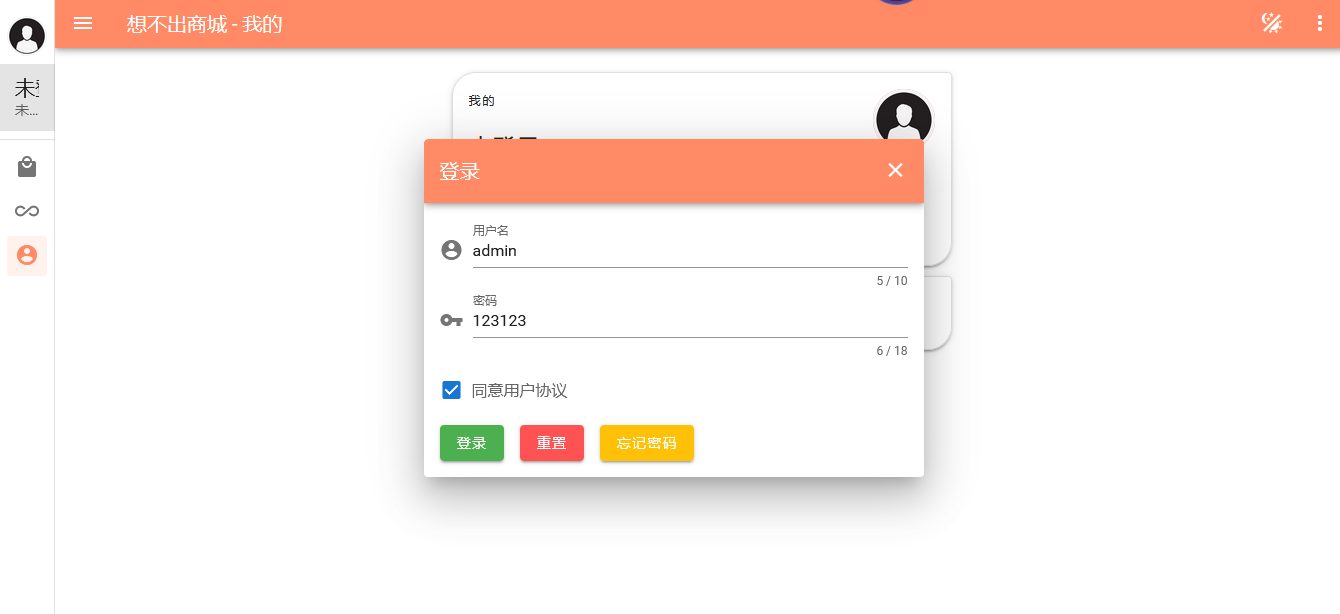 想不出商城 - 我的
未
未...
我的
登录
用户名
admin
5 / 10
密码
123123
6 / 18
同意用户协议
登录
重置
忘记密码